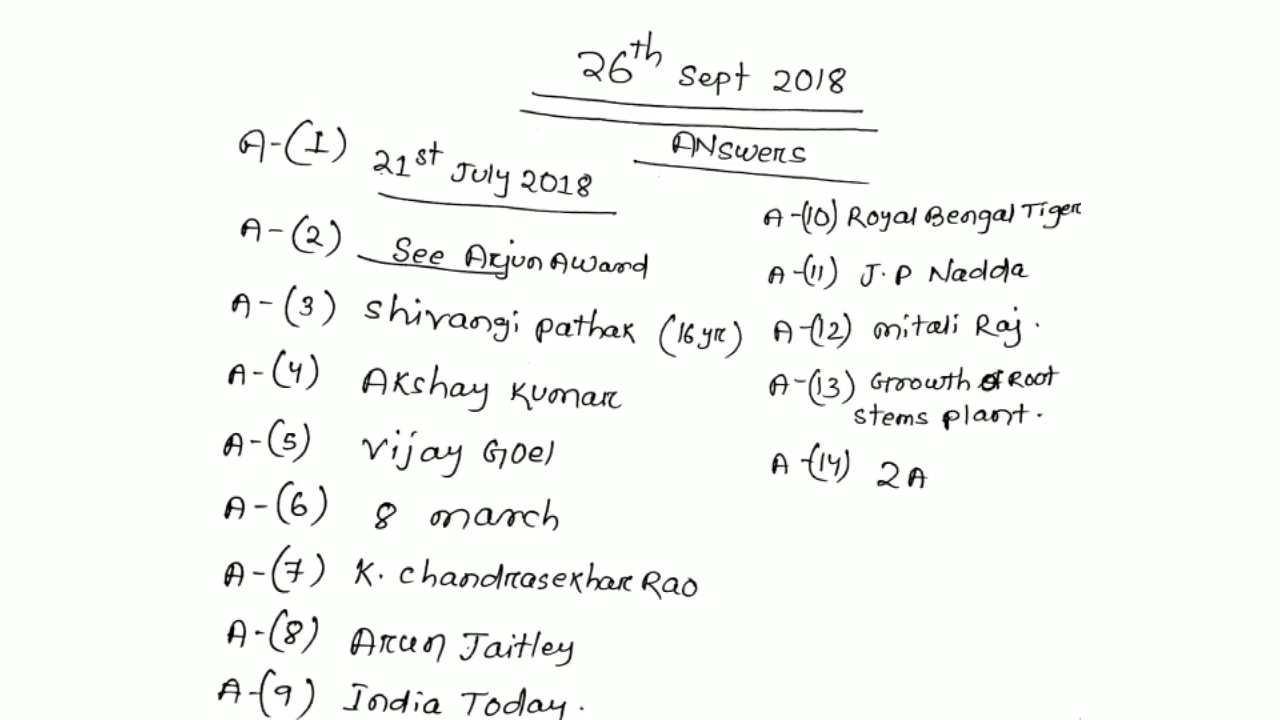 26th Sept 2018
ANSwers
A-(1) 21st July 2018
A-(2) See Arjun Award
A-(3) Shivangi pathak (16 yr)
A-(4) Akshay Kumar
A-(5) Vijay Goel
A-(6) 8 march
A-(7) K. Chandrasekhar Rao
A-(8) Arun Jaitley
A-(9) India Today.
A-(10) Royal Bengal Tiger
A-(11) J.P Nadda
A-(12) mitali Raj.
A-(13) Growth of Root
stems plant.
A-(14) 2A